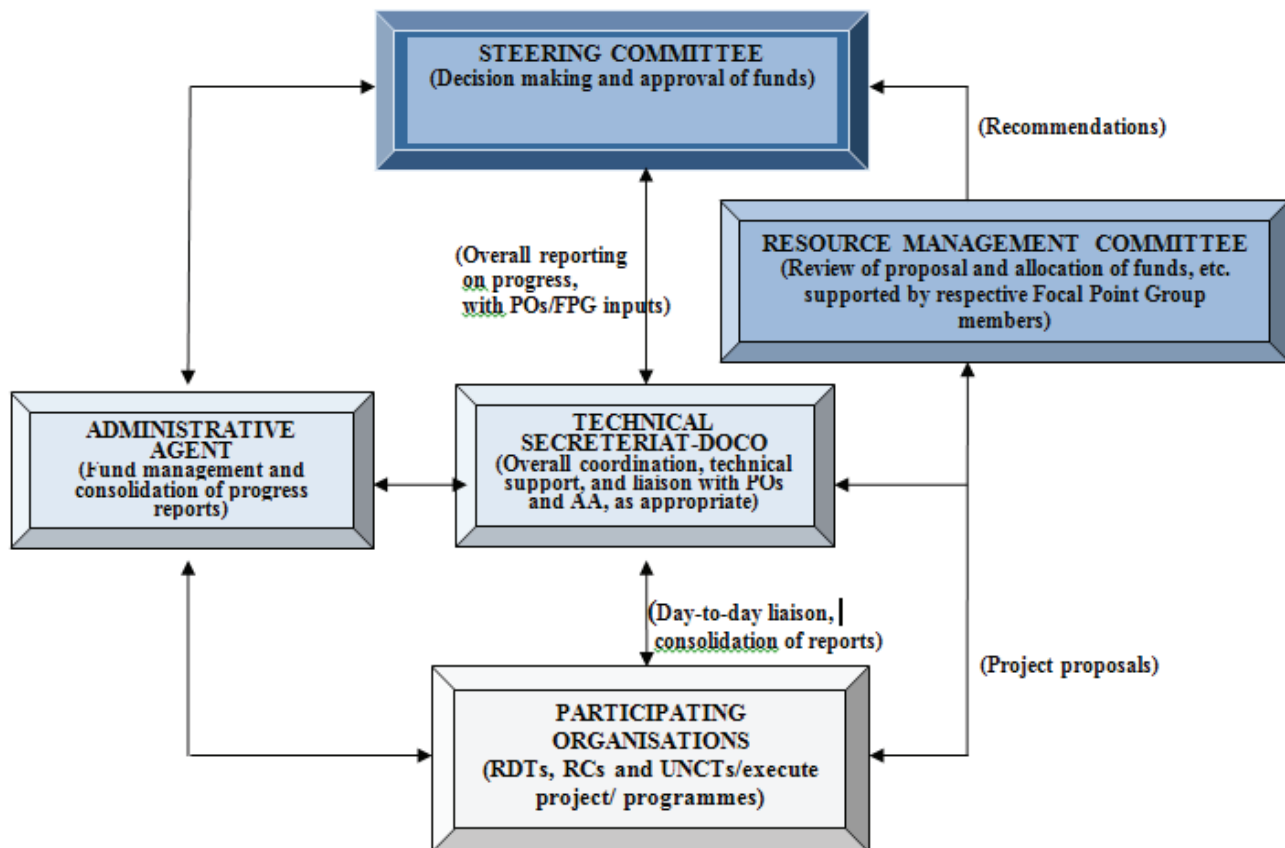 STEERING COMMITTEE
(Decision making and approval of funds)
(Recommendations)
RESOURCE MANAGEMENT COMMITTEE
(Review of proposal and allocation of funds, etc.
supported by respective Focal Point Group
members)
(Overall reporting
on progress,
with POs/FPG inputs)
ADMINISTRATIVE
AGENT
(Fund management and
consolidation of progress
reports)
TECHNICAL
SECRETERIAT-DOCO
(Overall coordination, technical
support, and liaison with POs
and AA, as appropriate)
(Day-to-day liaison,
consolidation of reports)
(Project proposals)
PARTICIPATING
ORGANISATIONS
(RDTs, RCs and UNCTs/execute
project/ programmes)